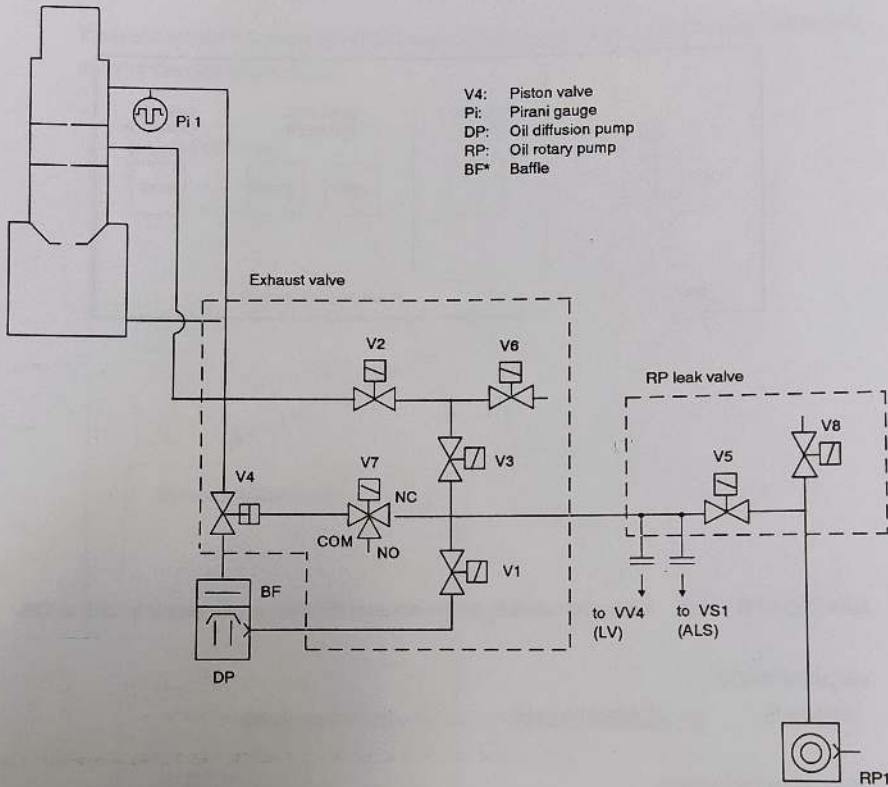 Pi 1
V4: Piston valve
Pi: Pirani gauge
DP: Oil diffusion pump
RP: Oil rotary pump
BF* Baffle
Exhaust valve
V2
V6
RP leak valve
V8
V3
V5
V4
V7
NC
COM
NO
V1
BF
DP
to VV4
(LV)
to VS1
(ALS)
RP1